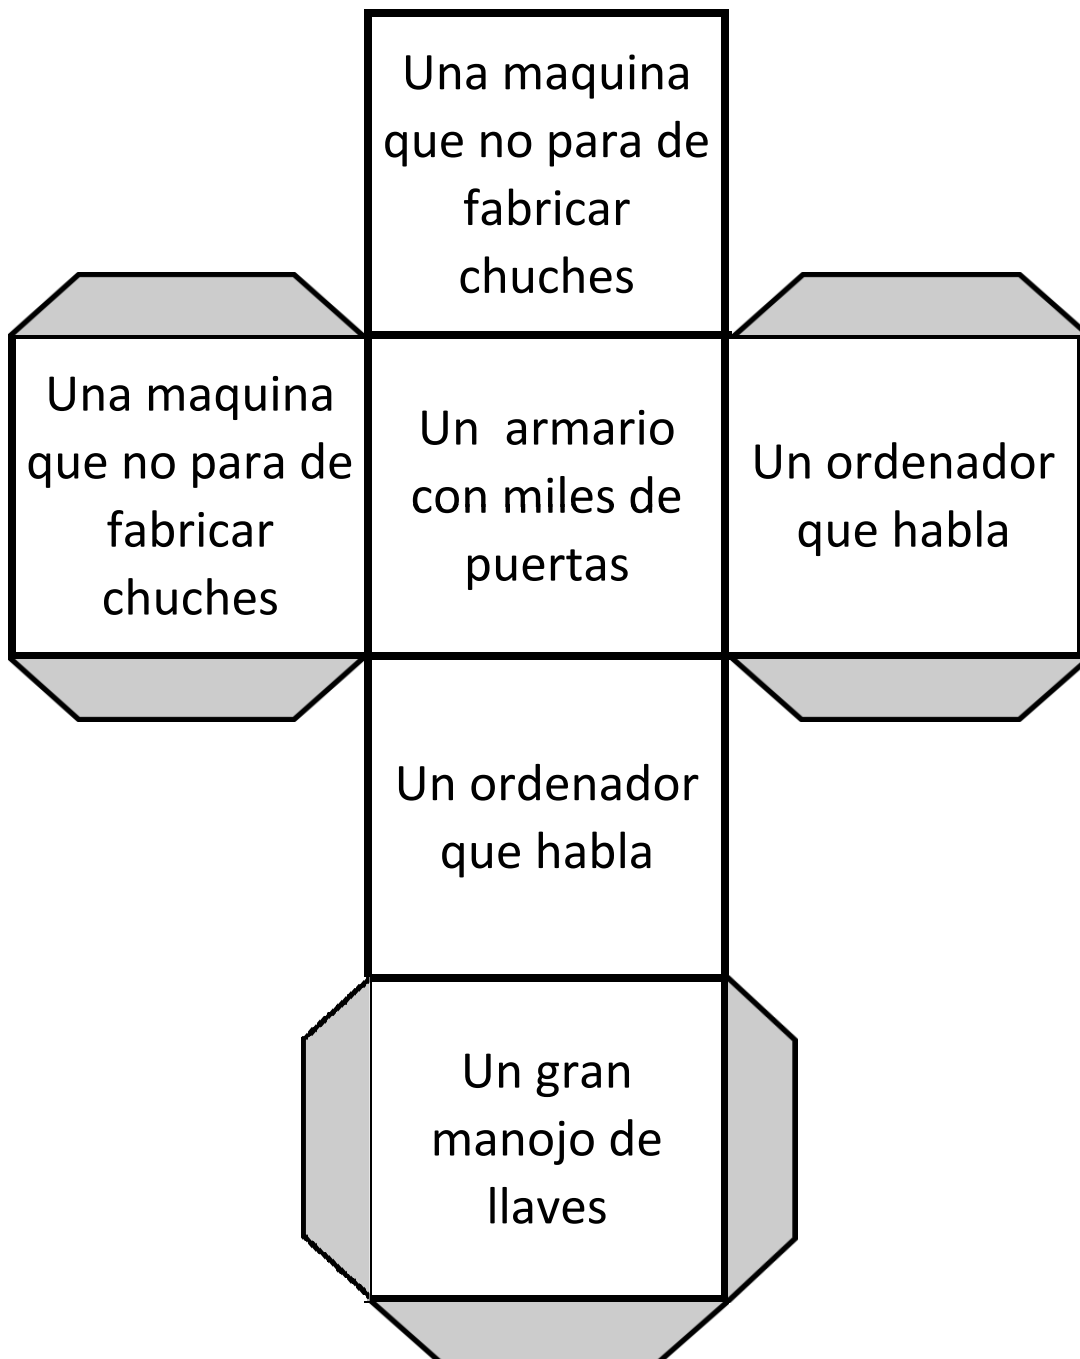 Una maquina
que no para de
fabricar
chuches
Una maquina
que no para de
fabricar
chuches
Un  armario
con miles de
puertas
Un ordenador
que habla
Un ordenador
que habla
Un gran
manojo de
llaves